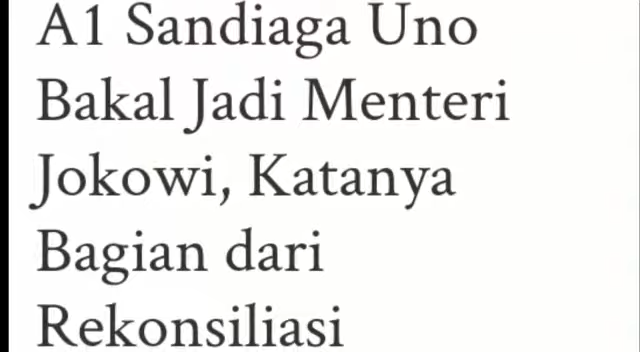 A1 Sandiaga Uno
Bakal Jadi Menteri
Jokowi, Katanya
Bagian dari
Rekonsiliasi